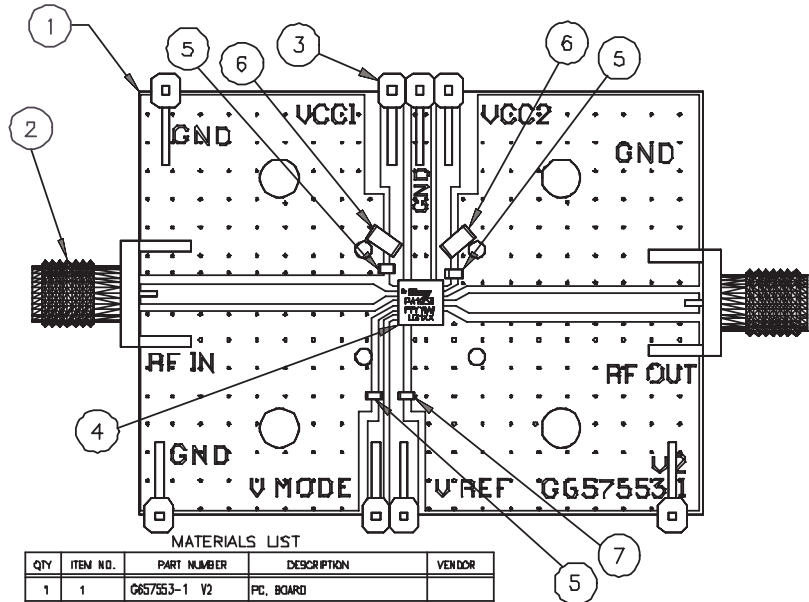 1
5
6
3
6
5
2
VCC1
VCC2
GND
GND
GND
RF IN
RF OUT
4
GND
V2
V MODE
V REF
GG57553-1
MATERIALS LIST
7
5
QTY ITEM NO. PART NUMBER DESCRIPTION VENDOR
1 1 G657553-1 V2 PC, BOARD